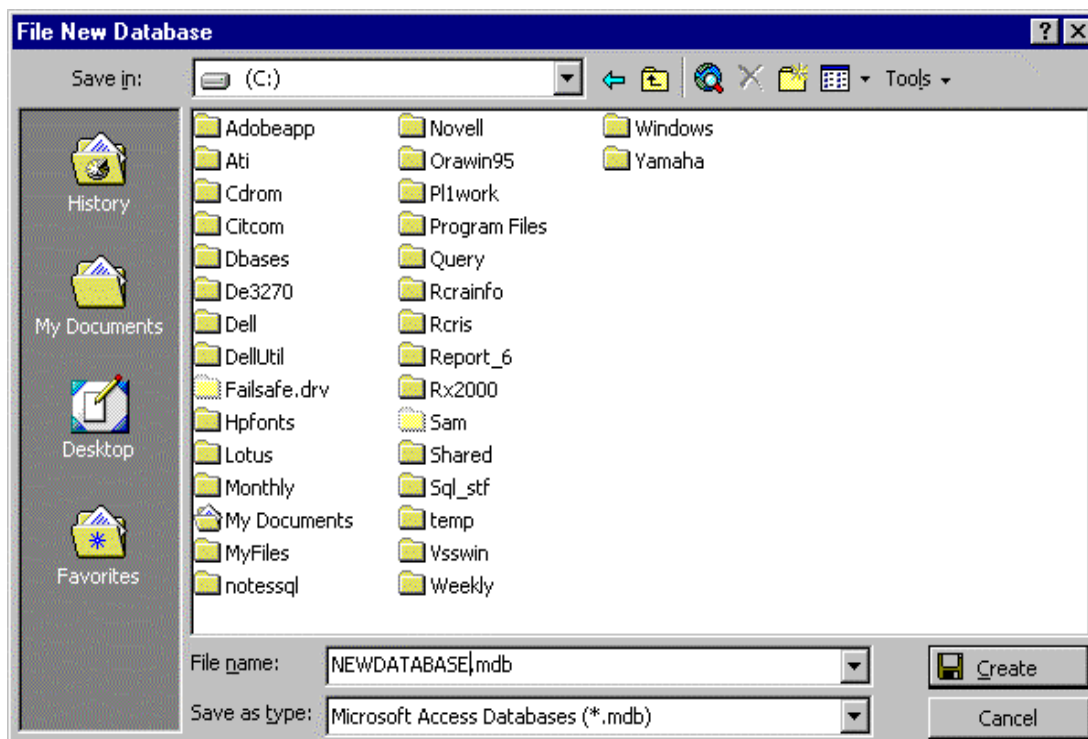 File New Database
Save in:
(C:)
Tools
History
My Documents
Desktop
Favorites
Adobeapp
Ati
Cdrom
Citcom
Dbases
De3270
Dell
DellUtil
Failsafe.drv
Hpfonts
Lotus
Monthly
My Documents
MyFiles
notessql
Novell
Orawin95
Pl1work
Program Files
Query
Rcrainfo
Rcris
Report_6
Rx2000
Sam
Shared
Sql_stf
temp
Vsswin
Weekly
Windows
Yamaha
File name:
NEWDATABASE.mdb
Create
Save as type:
Microsoft Access Databases (*.mdb)
Cancel